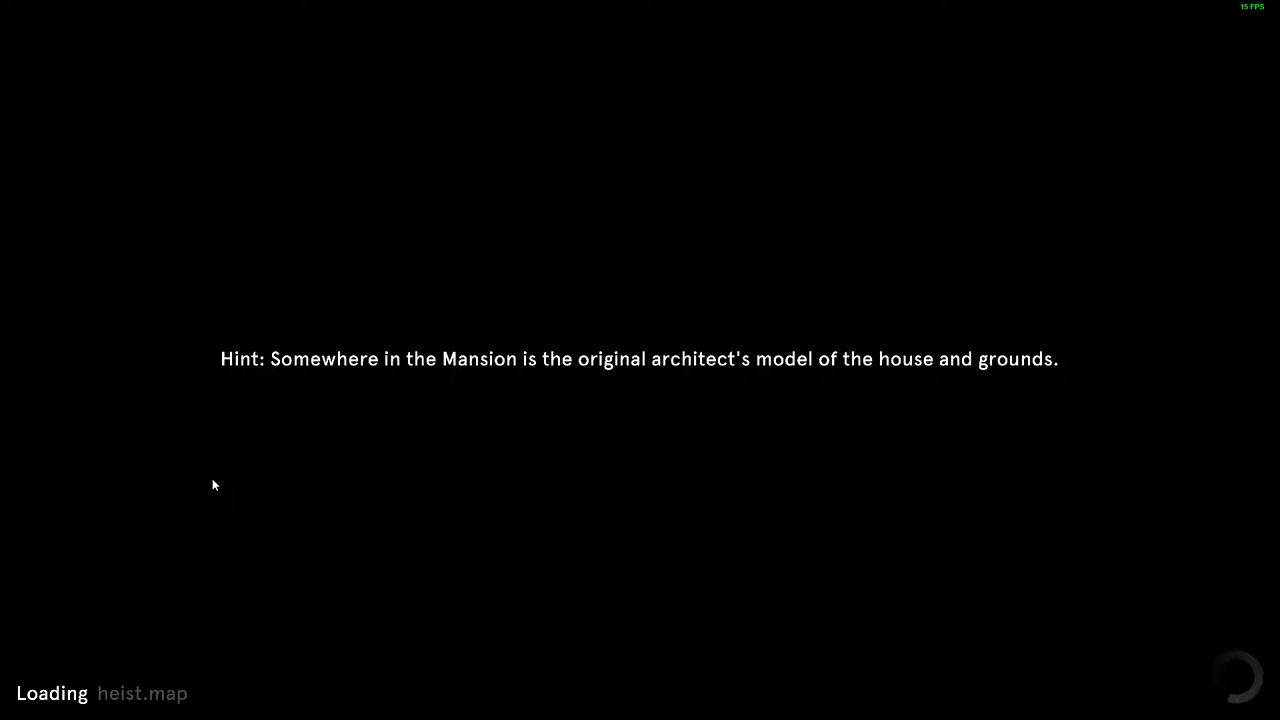 15 FPS
Hint: Somewhere in the Mansion is the original architect's model of the house and grounds.
Loading heist.map